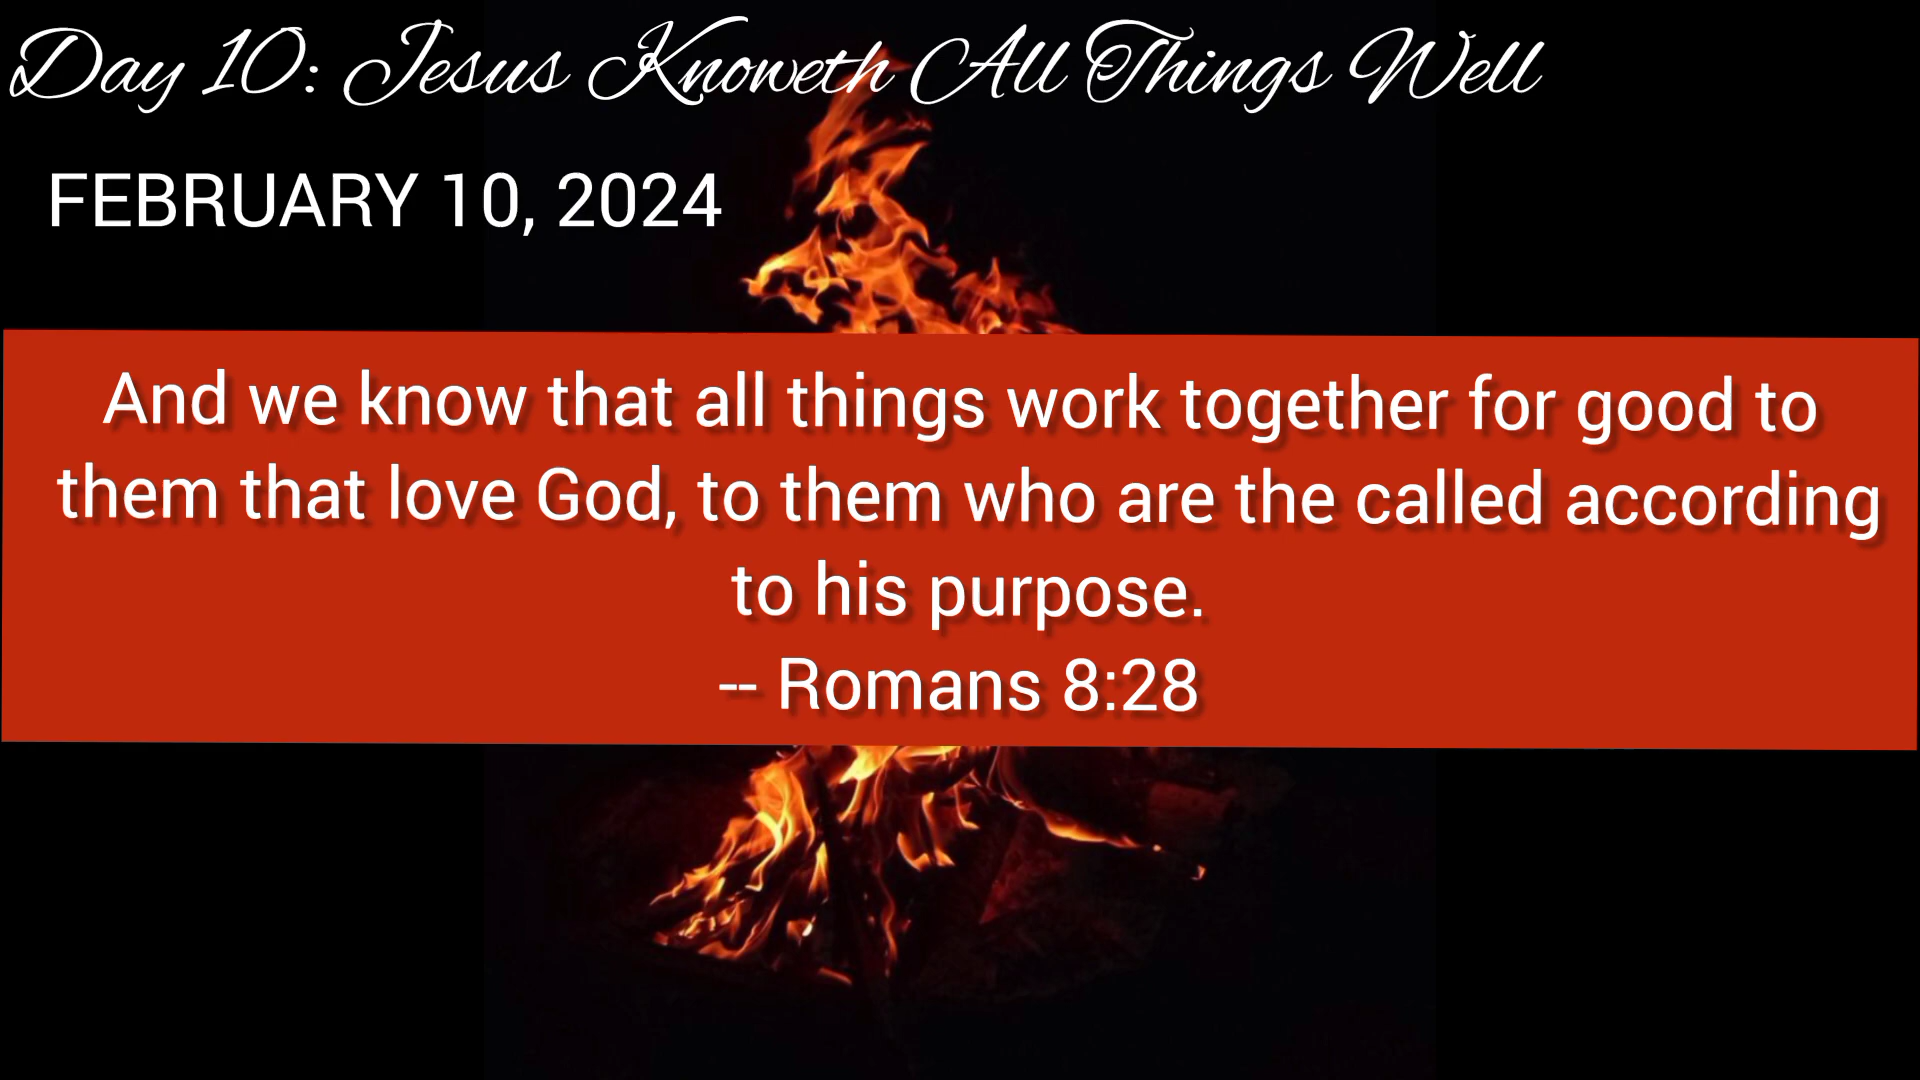 Day 10: Jesus Knoweth All Things Well
FEBRUARY 10, 2024
And we know that all things work together for good to
them that love God, to them who are the called according
to his purpose.
-- Romans 8:28